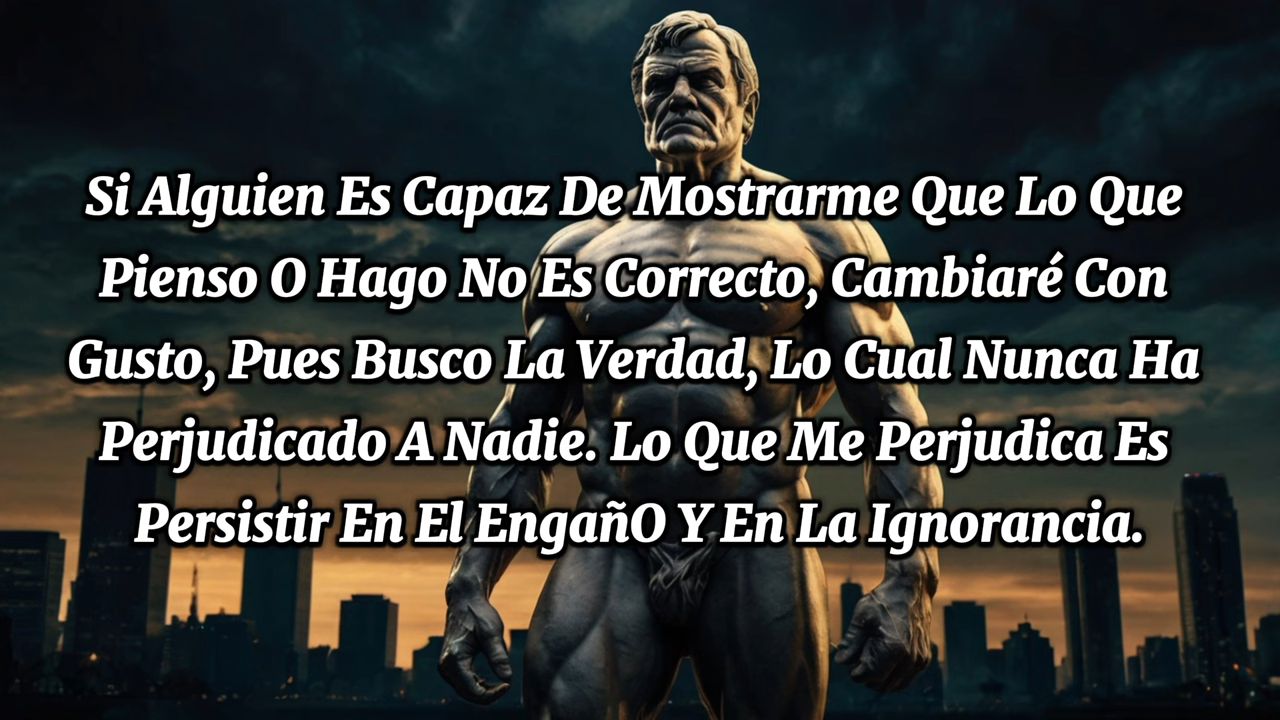 Si Alguien Es Capaz De Mostrarme Que Lo Que
Pienso O Hago No Es Correcto, Cambiaré Con
Gusto, Pues Busco La Verdad, Lo Cual Nunca Ha
Perjudicado A Nadie. Lo Que Me Perjudica Es
Persistir En El EngañO Y En La Ignorancia.